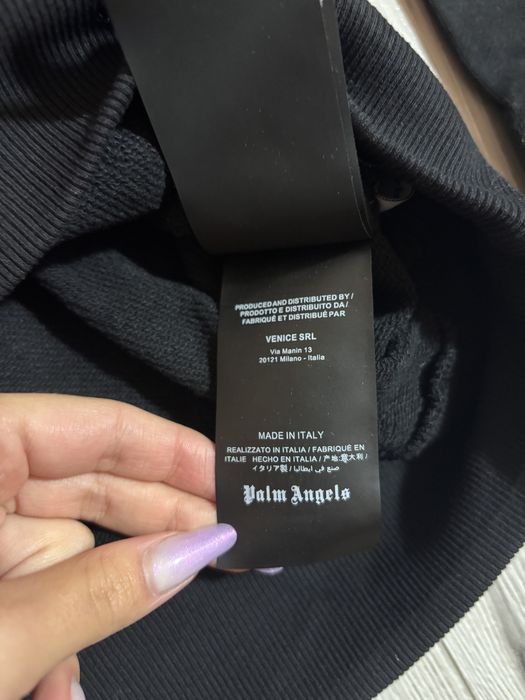 PRODUCED AND DISTRIBUTED BY /
PRODOTTO E DISTRIBUITO DA /
FABRIQUÉ ET DISTRIBUÉ PAR
VENICE SRL
Via Manin 13
20121 Milano - Italia
MADE IN ITALY
REALIZZATO IN ITALIA / FABRIQUÉ EN
ITALIE HECHO EN ITALIA / 产地:意大利 /
イタリア製 / صنع في ايطاليا
Palm Angels